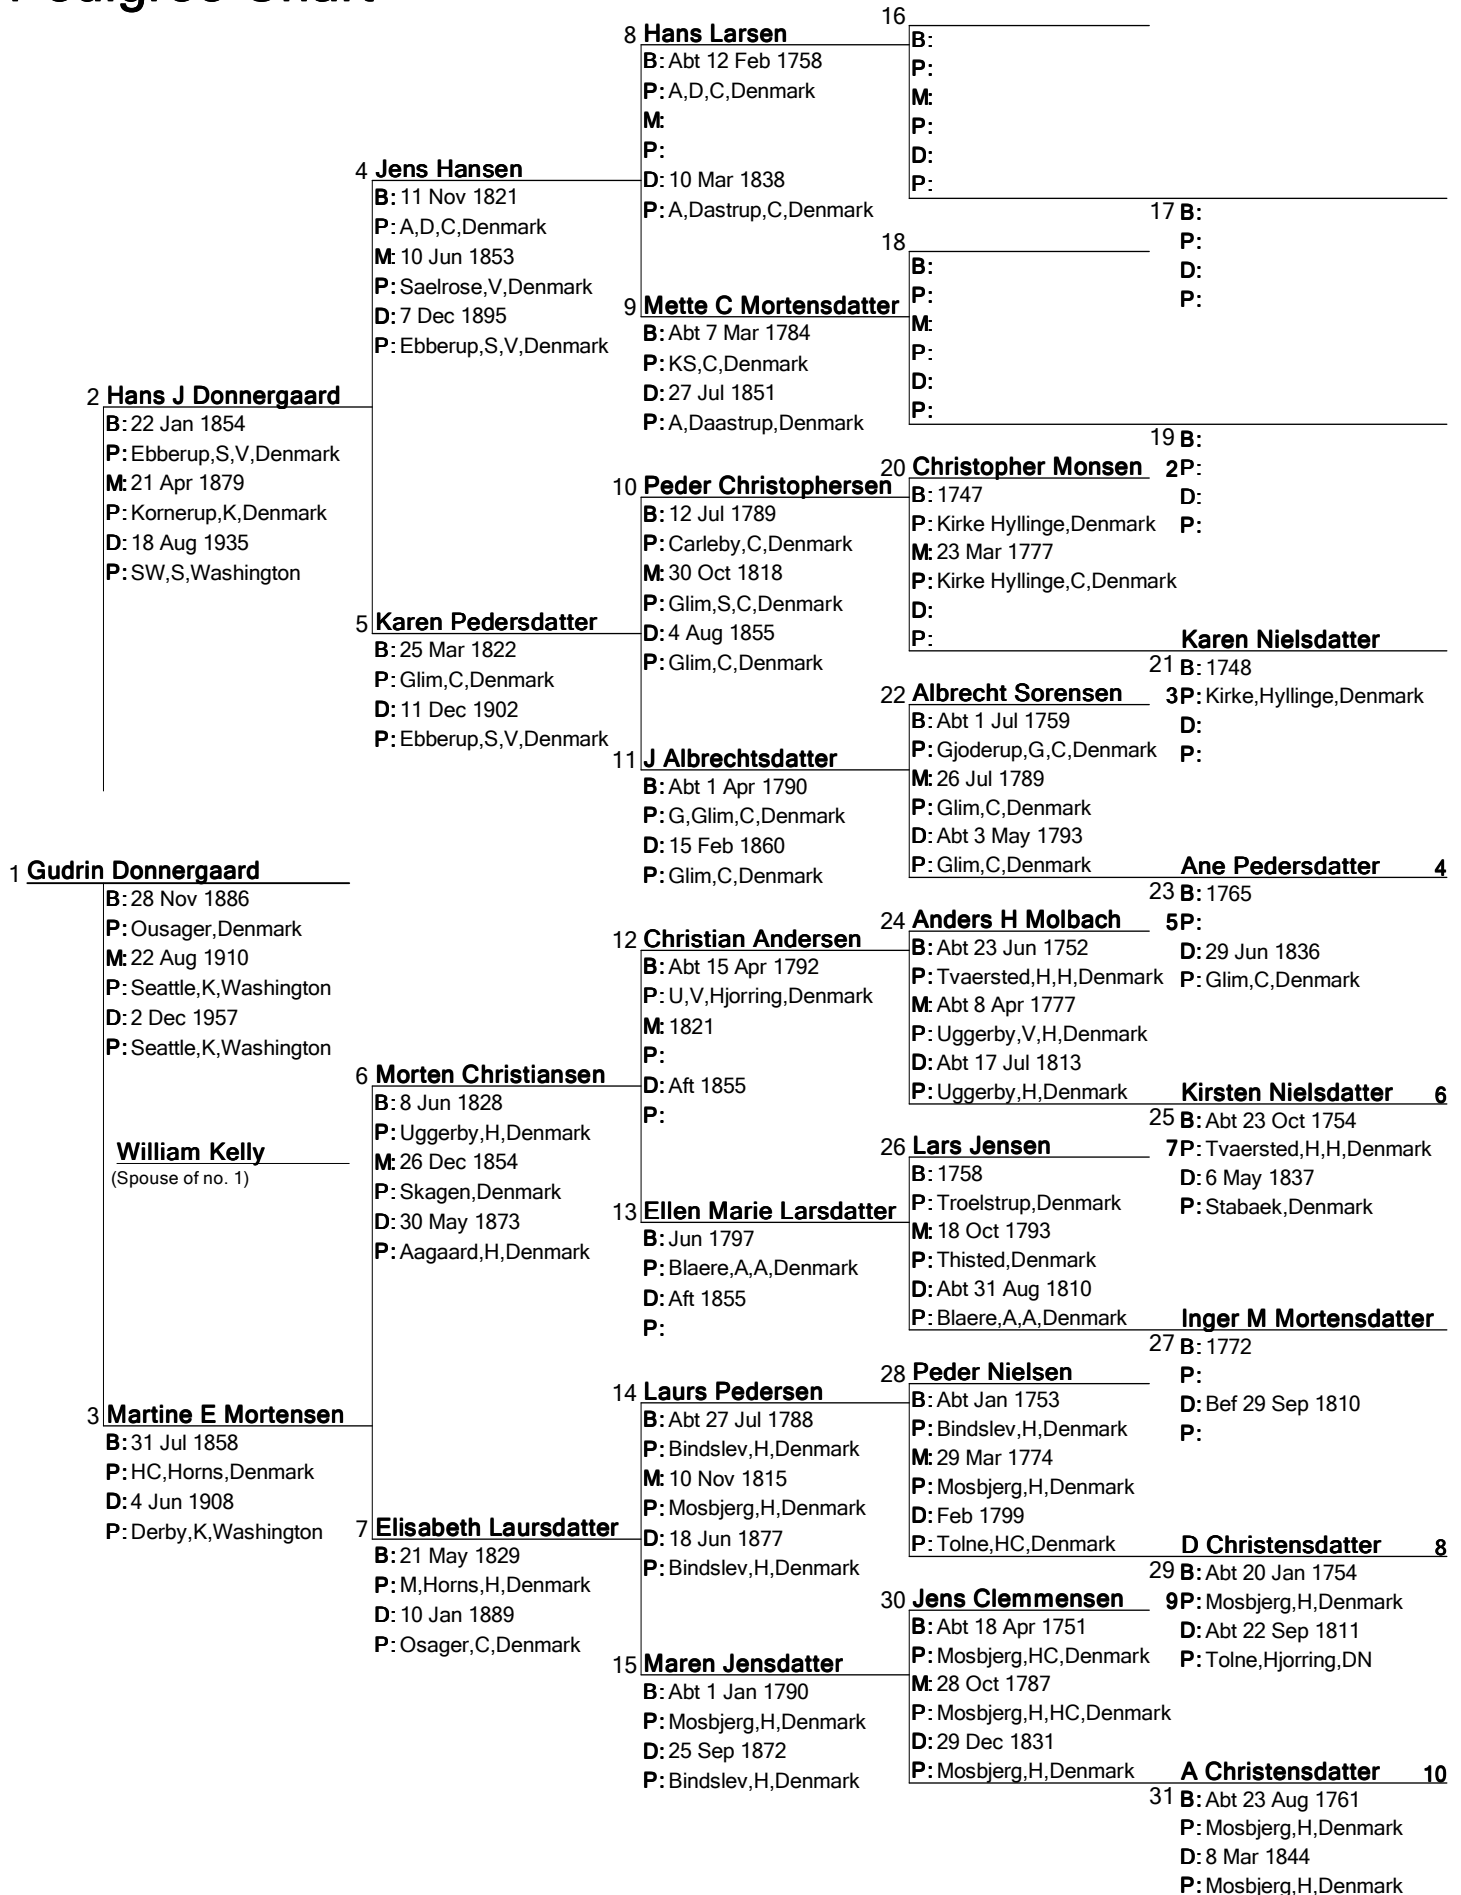 Pedigree Chart
1 Gudrin Donnergaard
B: 28 Nov 1886
P: Ousager,Denmark
M: 22 Aug 1910
P: Seattle,K,Washington
D: 2 Dec 1957
P: Seattle,K,Washington
William Kelly
(Spouse of no. 1)
2 Hans J Donnergaard
B: 22 Jan 1854
P: Ebberup,S,V,Denmark
M: 21 Apr 1879
P: Kornerup,K,Denmark
D: 18 Aug 1935
P: SW,S,Washington
3 Martine E Mortensen
B: 31 Jul 1858
P: HC,Horns,Denmark
D: 4 Jun 1908
P: Derby,K,Washington
4 Jens Hansen
B: 11 Nov 1821
P: A,D,C,Denmark
M: 10 Jun 1853
P: Saelrose,V,Denmark
D: 7 Dec 1895
P: Ebberup,S,V,Denmark
5 Karen Pedersdatter
B: 25 Mar 1822
P: Glim,C,Denmark
D: 11 Dec 1902
P: Ebberup,S,V,Denmark
6 Morten Christiansen
B: 8 Jun 1828
P: Uggerby,H,Denmark
M: 26 Dec 1854
P: Skagen,Denmark
D: 30 May 1873
P: Aagaard,H,Denmark
7 Elisabeth Laursdatter
B: 21 May 1829
P: M,Horns,H,Denmark
D: 10 Jan 1889
P: Osager,C,Denmark
8 Hans Larsen
B: Abt 12 Feb 1758
P: A,D,C,Denmark
M:
P:
D: 10 Mar 1838
P: A,Dastrup,C,Denmark
9 Mette C Mortensdatter
B: Abt 7 Mar 1784
P: KS,C,Denmark
D: 27 Jul 1851
P: A,Daastrup,Denmark
10 Peder Christophersen
B: 12 Jul 1789
P: Carleby,C,Denmark
M: 30 Oct 1818
P: Glim,S,C,Denmark
D: 4 Aug 1855
P: Glim,C,Denmark
11 J Albrechtsdatter
B: Abt 1 Apr 1790
P: G,Glim,C,Denmark
D: 15 Feb 1860
P: Glim,C,Denmark
12 Christian Andersen
B: Abt 15 Apr 1792
P: U,V,Hjorring,Denmark
M: 1821
P:
D: Aft 1855
P:
13 Ellen Marie Larsdatter
B: Jun 1797
P: Blaere,A,A,Denmark
D: Aft 1855
P:
14 Laurs Pedersen
B: Abt 27 Jul 1788
P: Bindslev,H,Denmark
M: 10 Nov 1815
P: Mosbjerg,H,Denmark
D: 18 Jun 1877
P: Bindslev,H,Denmark
15 Maren Jensdatter
B: Abt 1 Jan 1790
P: Mosbjerg,H,Denmark
D: 25 Sep 1872
P: Bindslev,H,Denmark
16
B:
P:
M:
P:
D:
P:
17 B:
P:
D:
P:
18
B:
P:
M:
P:
D:
P:
19 B:
2P:
D:
P:
20 Christopher Monsen
B: 1747
P: Kirke Hyllinge,Denmark
M: 23 Mar 1777
P: Kirke Hyllinge,C,Denmark
D:
P:
Karen Nielsdatter
21 B: 1748
3P: Kirke,Hyllinge,Denmark
D:
P:
22 Albrecht Sorensen
B: Abt 1 Jul 1759
P: Gjoderup,G,C,Denmark
M: 26 Jul 1789
P: Glim,C,Denmark
D: Abt 3 May 1793
P: Glim,C,Denmark
Ane Pedersdatter 4
23 B: 1765
5P:
D: 29 Jun 1836
P: Glim,C,Denmark
24 Anders H Molbach
B: Abt 23 Jun 1752
P: Tvaersted,H,H,Denmark
M: Abt 8 Apr 1777
P: Uggerby,V,H,Denmark
D: Abt 17 Jul 1813
P: Uggerby,H,Denmark
Kirsten Nielsdatter 6
25 B: Abt 23 Oct 1754
7P: Tvaersted,H,H,Denmark
D: 6 May 1837
P: Stabaek,Denmark
26 Lars Jensen
B: 1758
P: Troelstrup,Denmark
M: 18 Oct 1793
P: Thisted,Denmark
D: Abt 31 Aug 1810
P: Blaere,A,A,Denmark
Inger M Mortensdatter
27 B: 1772
P:
D: Bef 29 Sep 1810
P:
28 Peder Nielsen
B: Abt Jan 1753
P: Bindslev,H,Denmark
M: 29 Mar 1774
P: Mosbjerg,H,Denmark
D: Feb 1799
P: Tolne,HC,Denmark
D Christensdatter 8
29 B: Abt 20 Jan 1754
9P: Mosbjerg,H,Denmark
D: Abt 22 Sep 1811
P: Tolne,Hjorring,DN
30 Jens Clemmensen
B: Abt 18 Apr 1751
P: Mosbjerg,HC,Denmark
M: 28 Oct 1787
P: Mosbjerg,H,HC,Denmark
D: 29 Dec 1831
P: Mosbjerg,H,Denmark
A Christensdatter 10
31 B: Abt 23 Aug 1761
P: Mosbjerg,H,Denmark
D: 8 Mar 1844
P: Mosbjerg,H,Denmark